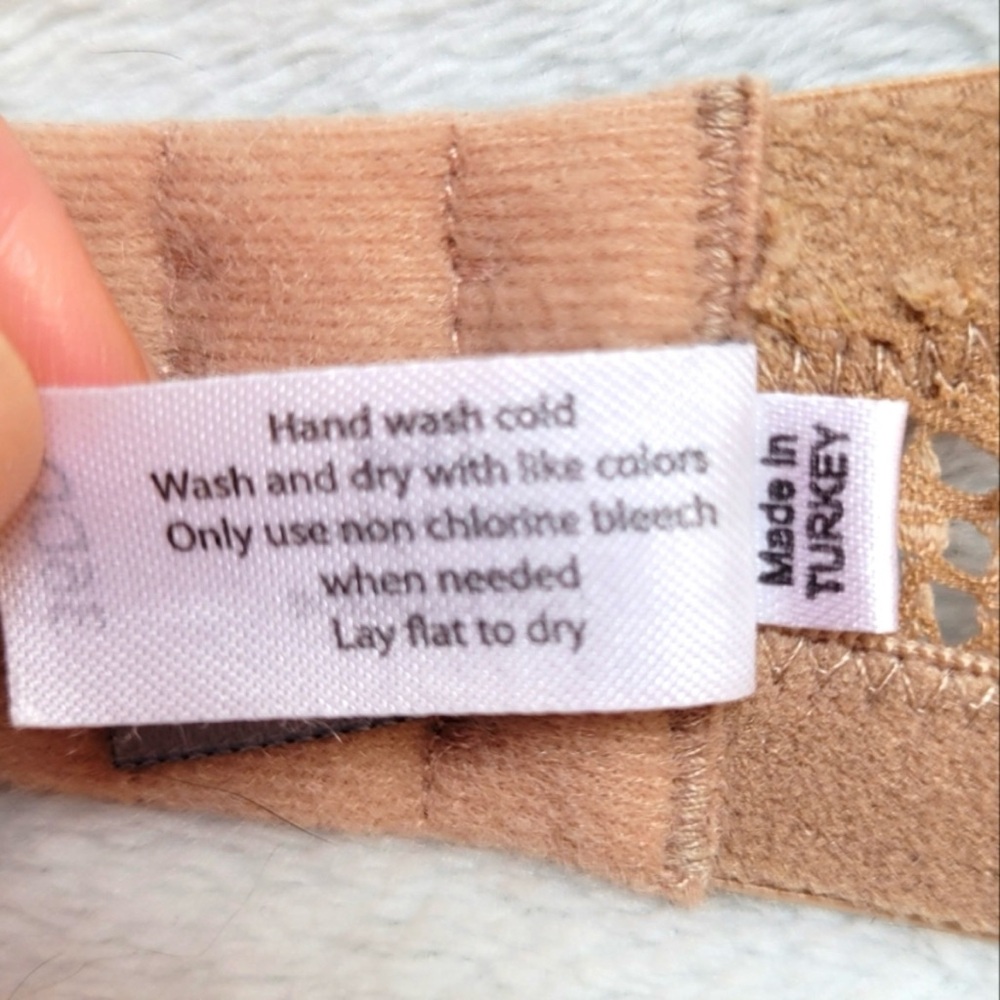 Hand wash cold
Wash and dry with like colors
Only use non chlorine bleech
when needed
Lay flat to dry
Made In
TURKEY